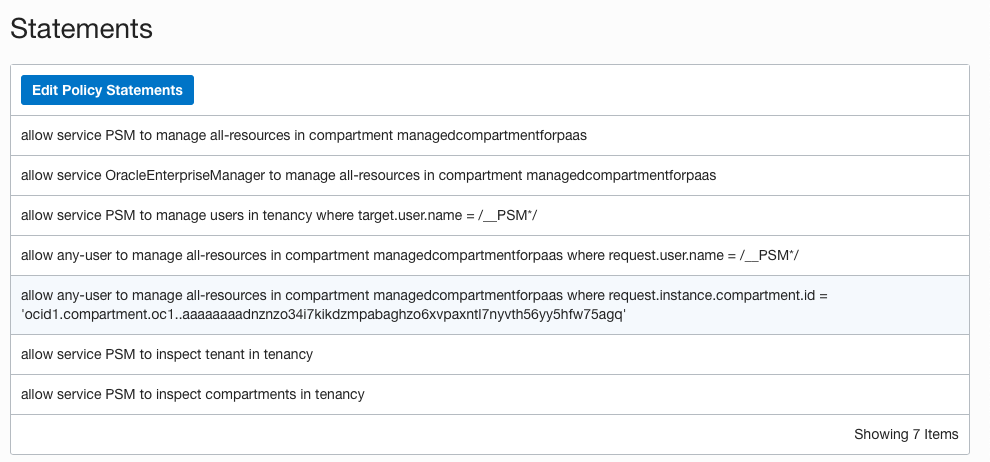 Statements
Edit Policy Statements
allow service PSM to manage all-resources in compartment managedcompartmentforpaas
allow service OracleEnterpriseManager to manage all-resources in compartment managedcompartmentforpaas
allow service PSM to manage users in tenancy where target.user.name = /__PSM*/
allow any-user to manage all-resources in compartment managedcompartmentforpaas where request.user.name = /__PSM*/
allow any-user to manage all-resources in compartment managedcompartmentforpaas where request.instance.compartment.id =
'ocid1.compartment.oc1..aaaaaaaadnznzo34i7kikdzmpabaghzo6xvpaxntl7nyvth56yy5hfw75agq'
allow service PSM to inspect tenant in tenancy
allow service PSM to inspect compartments in tenancy
Showing 7 Items